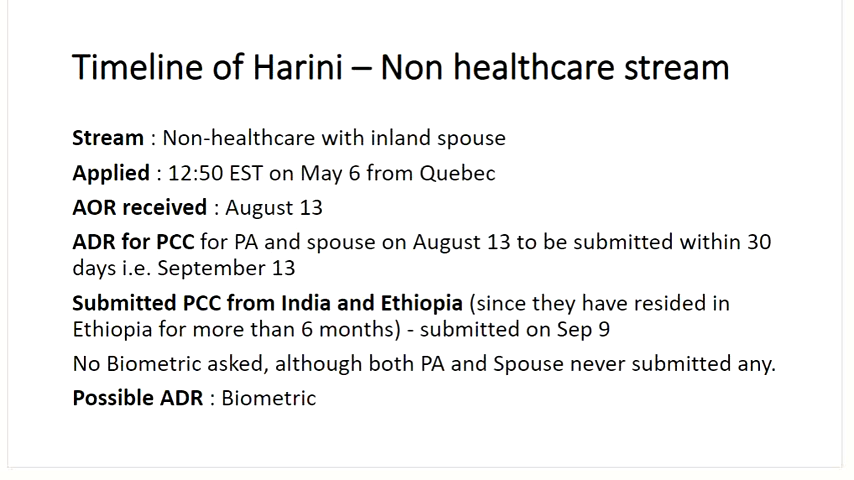 Timeline of Harini – Non healthcare stream
Stream : Non-healthcare with inland spouse
Applied : 12:50 EST on May 6 from Quebec
AOR received : August 13
ADR for PCC for PA and spouse on August 13 to be submitted within 30
days i.e. September 13
Submitted PCC from India and Ethiopia (since they have resided in
Ethiopia for more than 6 months) - submitted on Sep 9
No Biometric asked, although both PA and Spouse never submitted any.
Possible ADR : Biometric